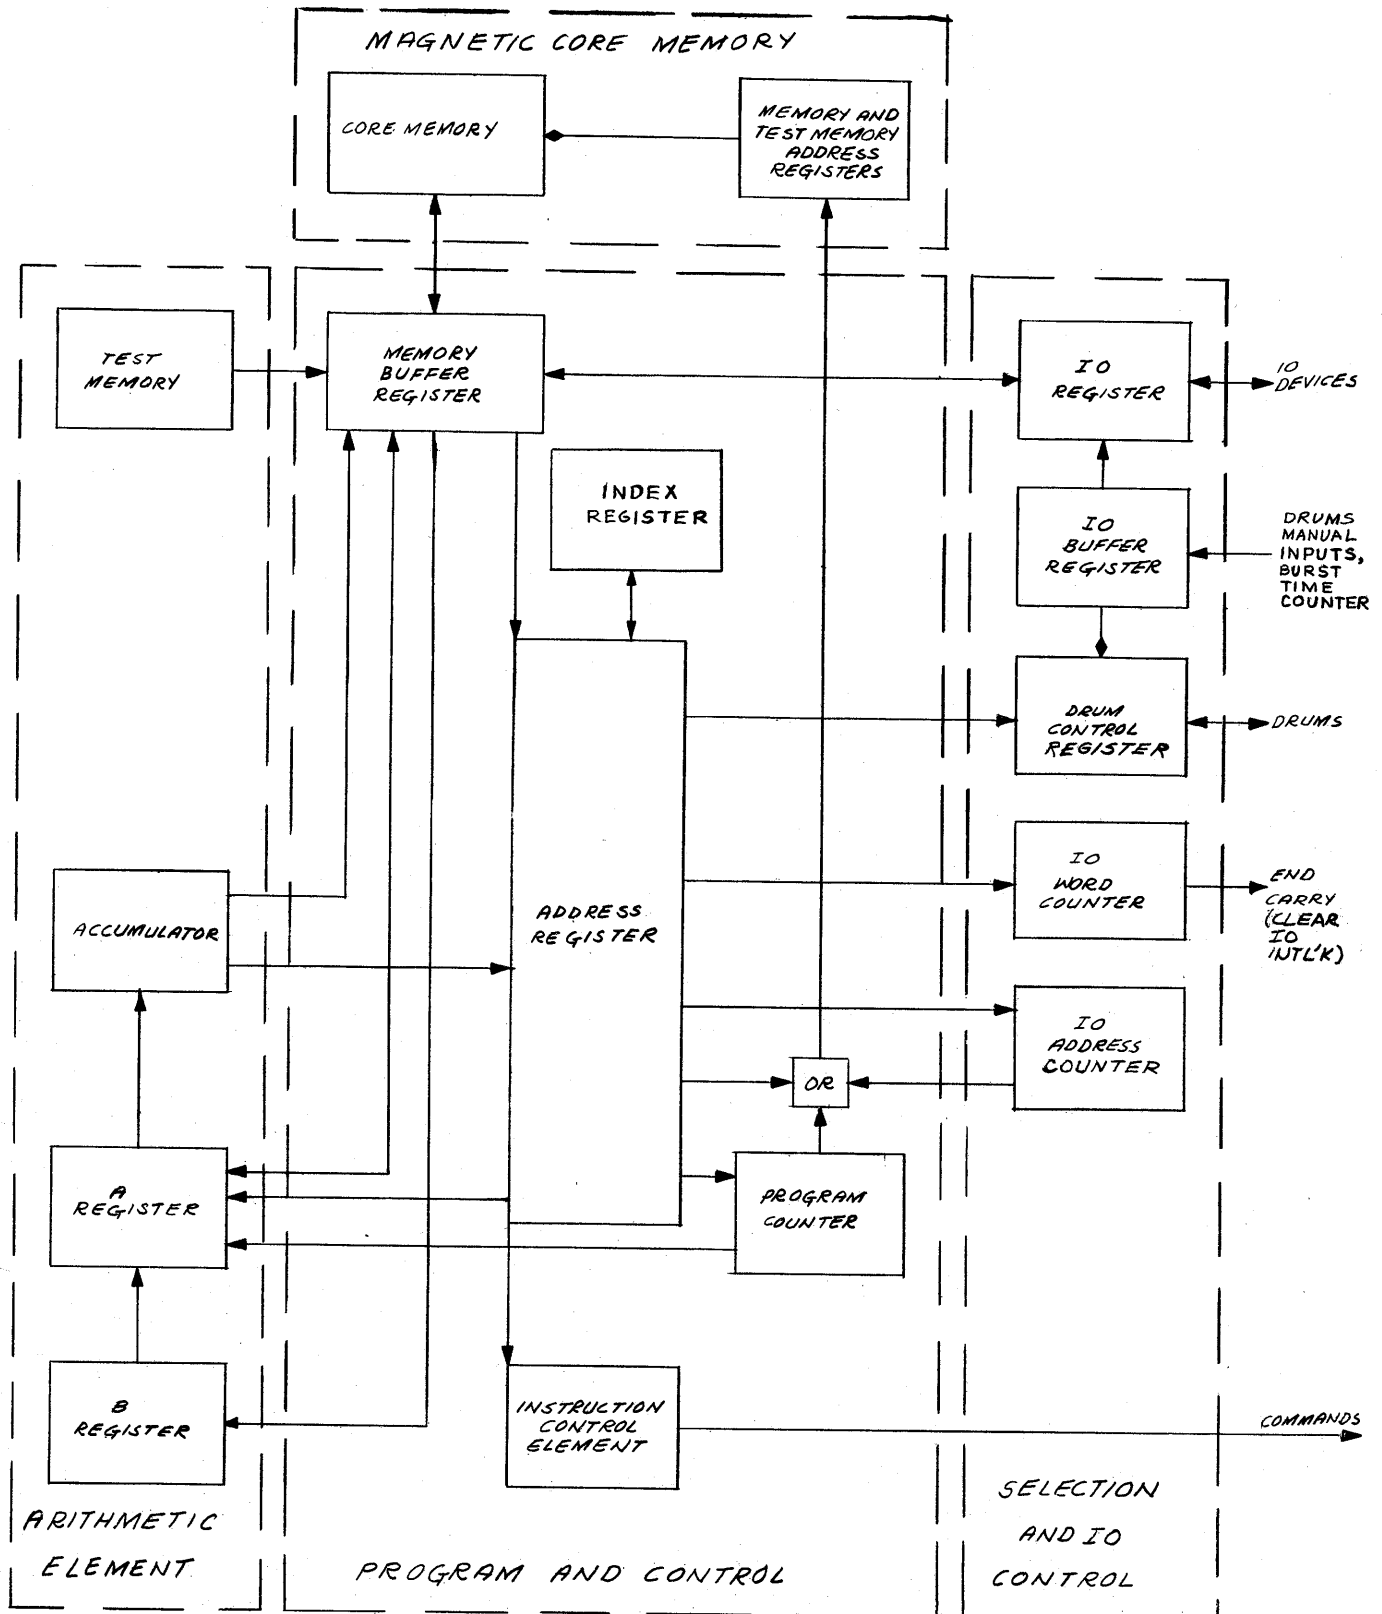 MAGNETIC CORE MEMORY
CORE MEMORY
MEMORY AND
TEST MEMORY
ADDRESS
REGISTERS
TEST
MEMORY
MEMORY
BUFFER
REGISTER
IO
REGISTER
IO
DEVICES
INDEX
REGISTER
IO
BUFFER
REGISTER
DRUMS
MANUAL
INPUTS,
BURST
TIME
COUNTER
DRUM
CONTROL
REGISTER
DRUMS
IO
WORD
COUNTER
END
CARRY
(CLEAR
IO
INTL'K)
ACCUMULATOR
ADDRESS
REGISTER
IO
ADDRESS
COUNTER
OR
A
REGISTER
PROGRAM
COUNTER
B
REGISTER
INSTRUCTION
CONTROL
ELEMENT
COMMANDS
ARITHMETIC
ELEMENT
PROGRAM AND CONTROL
SELECTION
AND IO
CONTROL